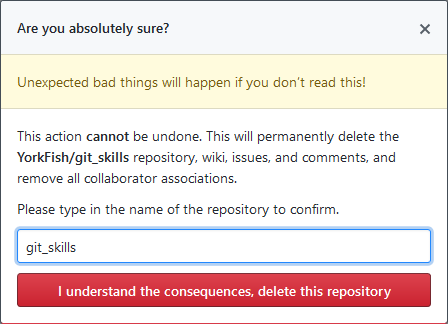 Are you absolutely sure?
Unexpected bad things will happen if you don’t read this!
This action cannot be undone. This will permanently delete the
YorkFish/git_skills repository, wiki, issues, and comments, and
remove all collaborator associations.
Please type in the name of the repository to confirm.
git_skills
I understand the consequences, delete this repository